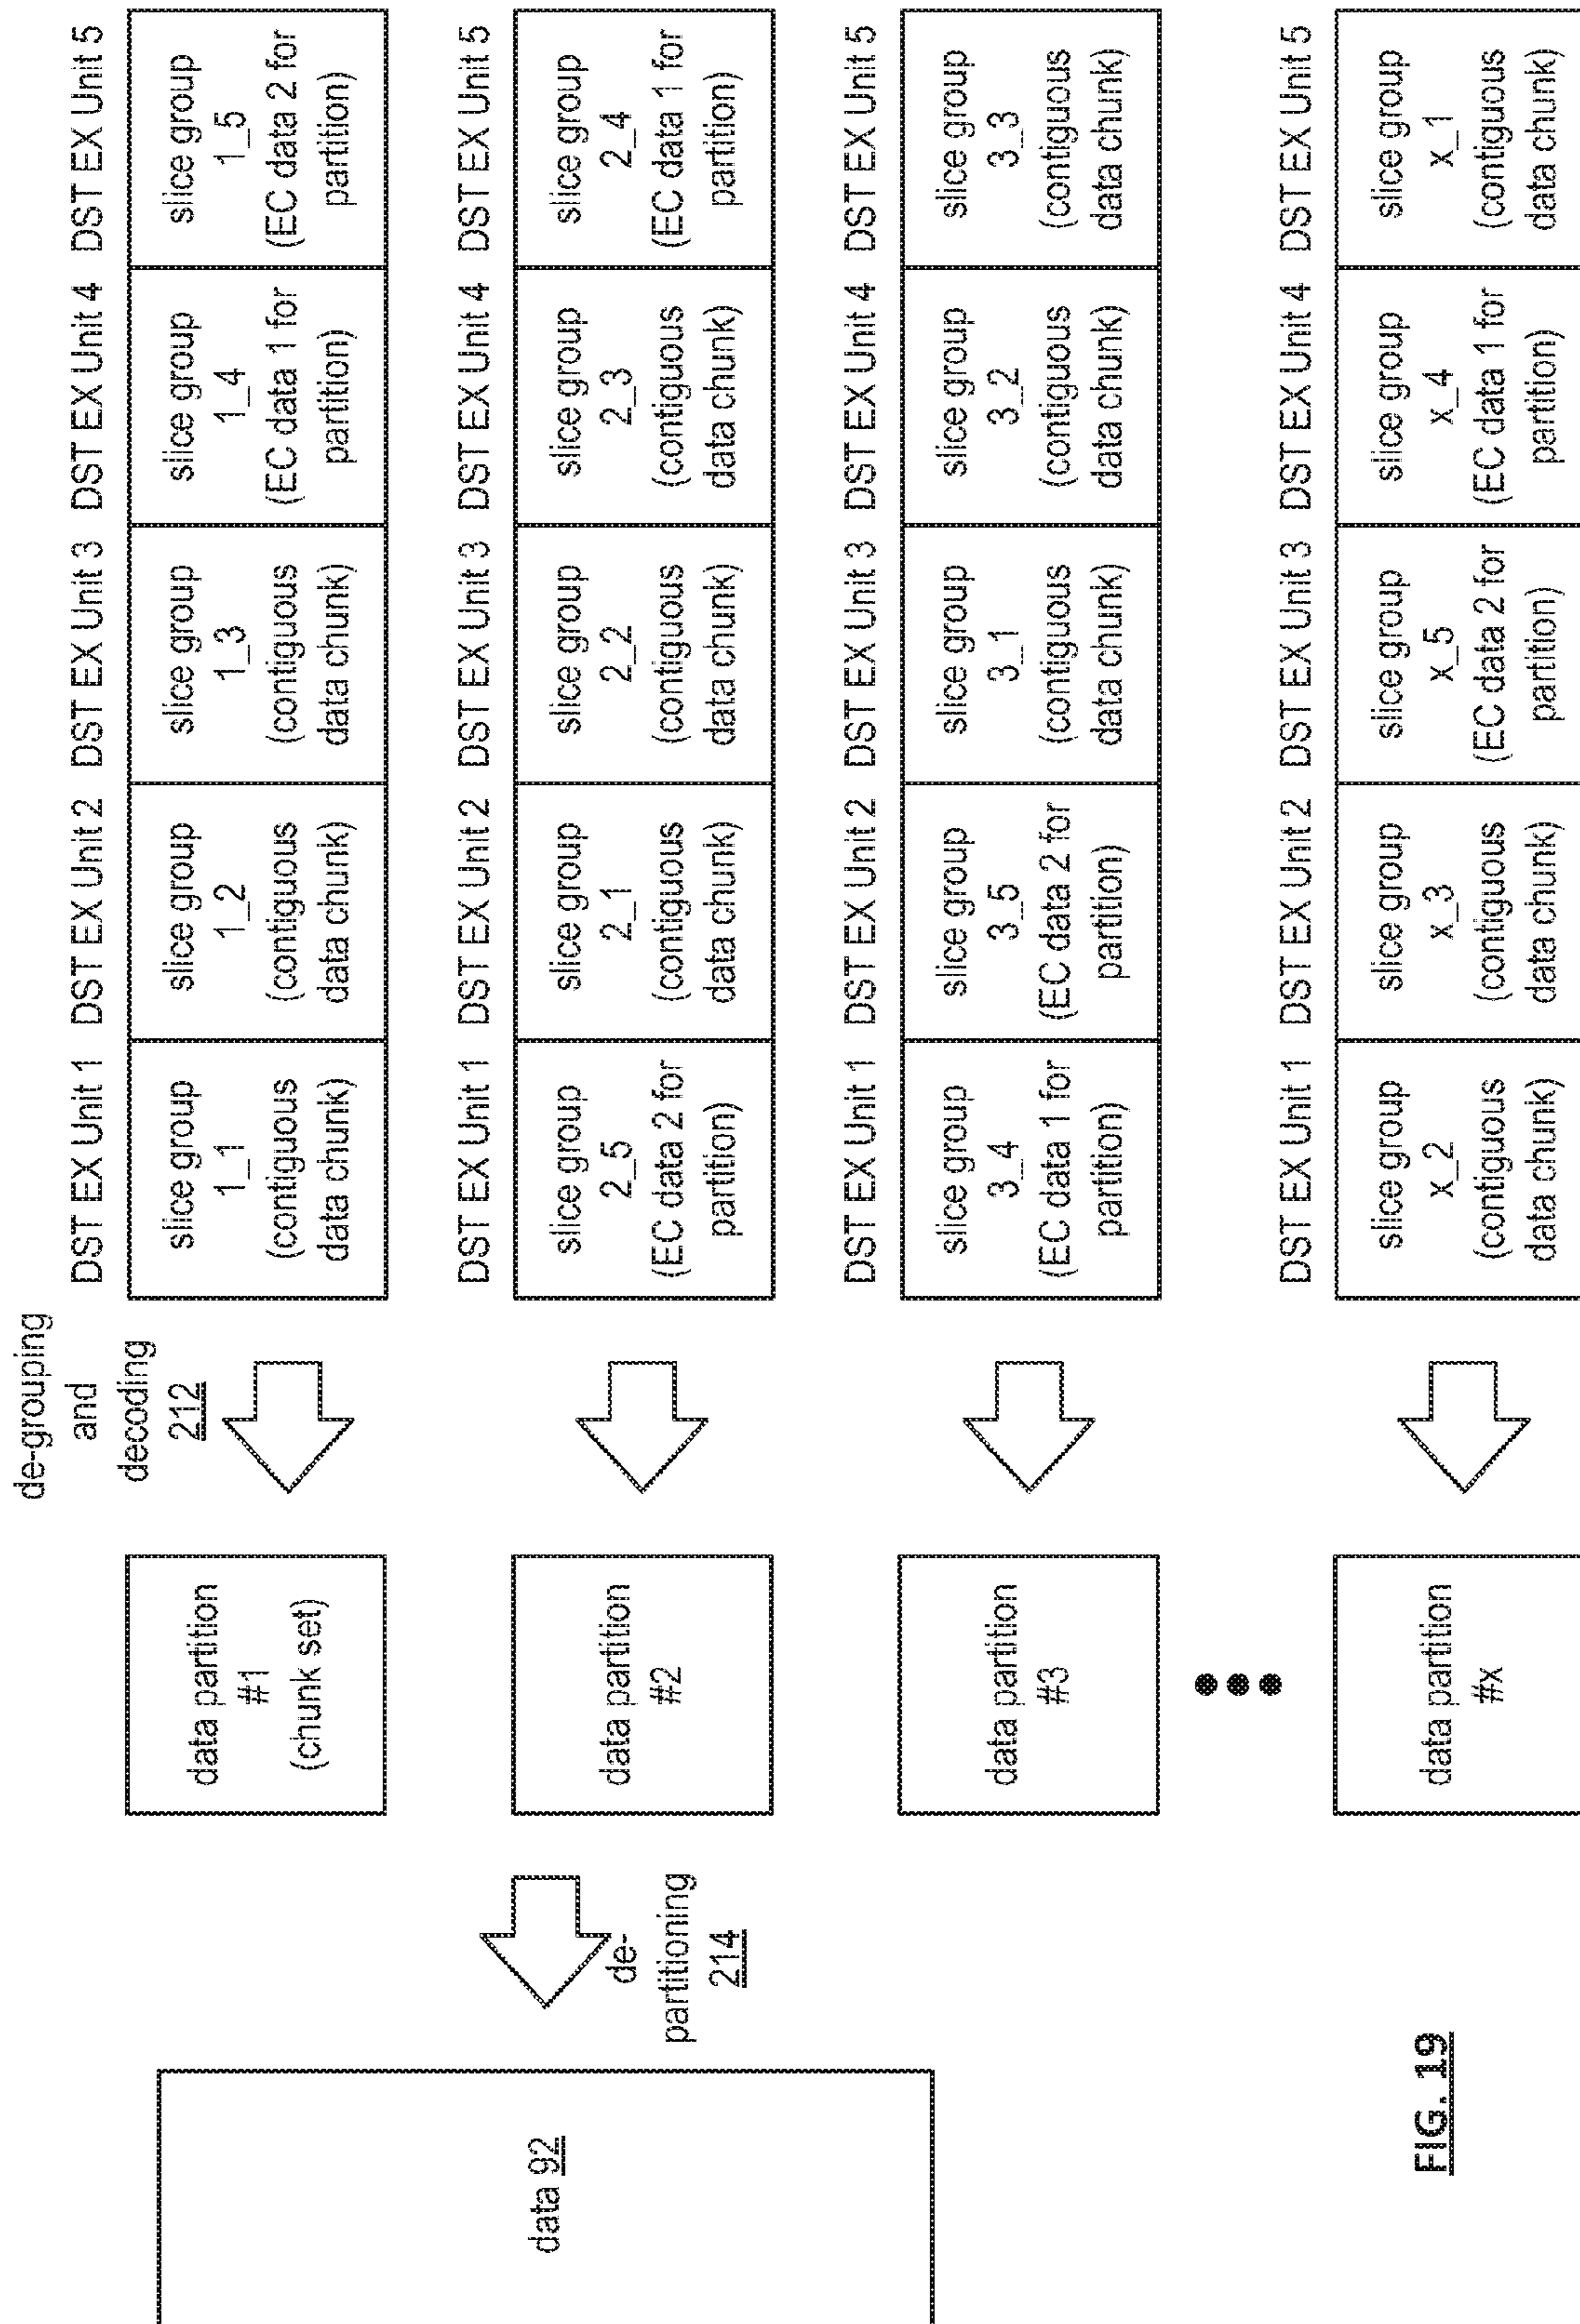 de-grouping
and
decoding
212
DST EX Unit 1 DST EX Unit 2 DST EX Unit 3 DST EX Unit 4 DST EX Unit 5
slice group
1_1
(contiguous
data chunk)
slice group
1_2
(contiguous
data chunk)
slice group
1_3
(contiguous
data chunk)
slice group
1_4
(EC data 1 for
partition)
slice group
1_5
(EC data 2 for
partition)
data partition
#1
(chunk set)
DST EX Unit 1 DST EX Unit 2 DST EX Unit 3 DST EX Unit 4 DST EX Unit 5
slice group
2_5
(EC data 2 for
partition)
slice group
2_1
(contiguous
data chunk)
slice group
2_2
(contiguous
data chunk)
slice group
2_3
(contiguous
data chunk)
slice group
2_4
(EC data 1 for
partition)
data partition
#2
data 92
de-
partitioning
214
DST EX Unit 1 DST EX Unit 2 DST EX Unit 3 DST EX Unit 4 DST EX Unit 5
slice group
3_4
(EC data 1 for
partition)
slice group
3_5
(EC data 2 for
partition)
slice group
3_1
(contiguous
data chunk)
slice group
3_2
(contiguous
data chunk)
slice group
3_3
(contiguous
data chunk)
data partition
#3
DST EX Unit 1 DST EX Unit 2 DST EX Unit 3 DST EX Unit 4 DST EX Unit 5
slice group
x_2
(contiguous
data chunk)
slice group
x_3
(contiguous
data chunk)
slice group
x_5
(EC data 2 for
partition)
slice group
x_4
(EC data 1 for
partition)
slice group
x_1
(contiguous
data chunk)
data partition
#x
FIG. 19